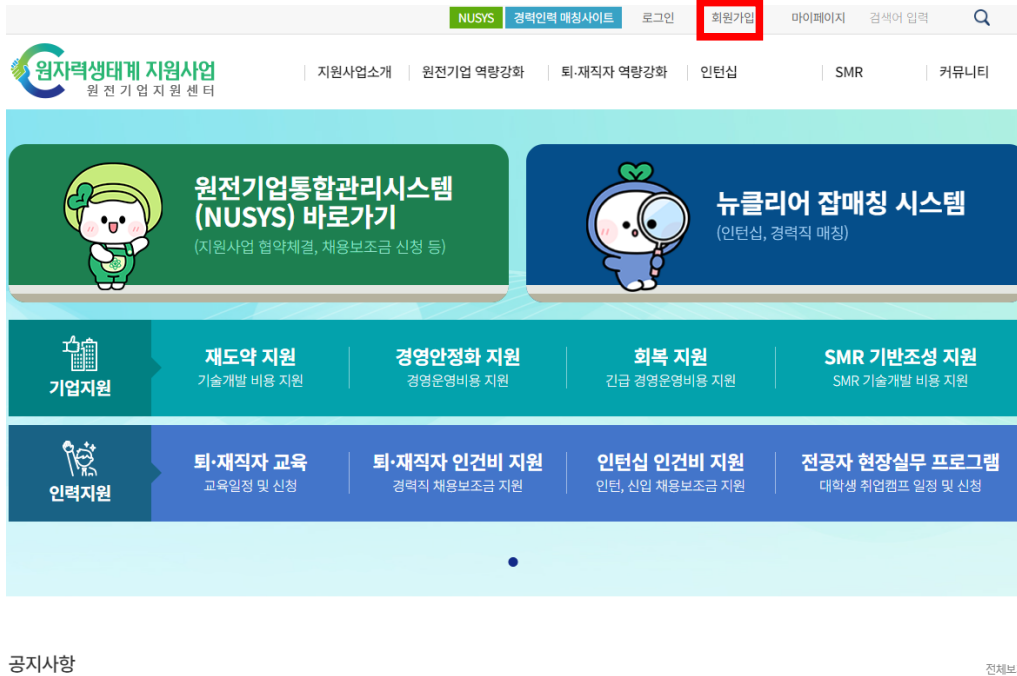 NUSYS 경력인력 매칭사이트 로그인 회원가입 마이페이지 검색어 입력
원자력생태계 지원사업
원전기업지원센터
지원사업소개 원전기업 역량강화 퇴·재직자 역량강화 인턴십 SMR 커뮤니티
원전기업통합관리시스템
(NUSYS) 바로가기
(지원사업 협약체결, 채용보조금 신청 등)
뉴클리어 잡매칭 시스템
(인턴십, 경력직 매칭)
기업지원
재도약 지원
기술개발 비용 지원
경영안정화 지원
경영운영비용 지원
회복 지원
긴급 경영운영비용 지원
SMR 기반조성 지원
SMR 기술개발 비용 지원
인력지원
퇴·재직자 교육
교육일정 및 신청
퇴·재직자 인건비 지원
경력직 채용보조금 지원
인턴십 인건비 지원
인턴, 신입 채용보조금 지원
전공자 현장실무 프로그램
대학생 취업캠프 일정 및 신청
공지사항
전체보